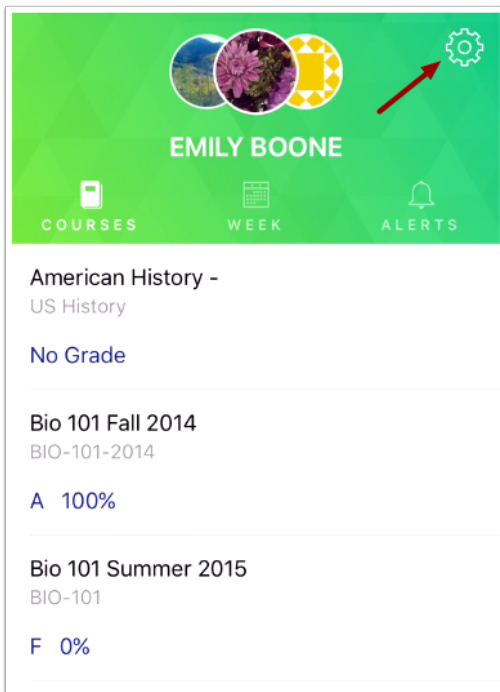 EMILY BOONE
COURSES WEEK ALERTS
American History -
US History
No Grade
Bio 101 Fall 2014
BIO-101-2014
A 100%
Bio 101 Summer 2015
BIO-101
F 0%